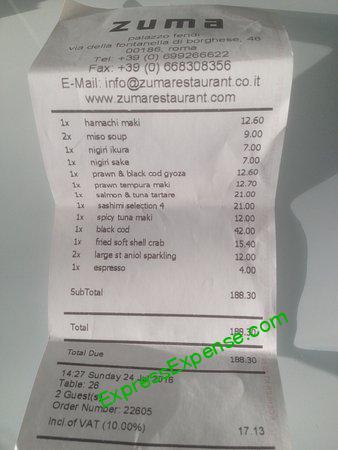 zuma
palazzo fendi
via della fontanella di borghese, 48
00186, roma
Tel: +39 (0) 699266622
Fax: +39 (0) 668308356
E-Mail: info@zumarestaurant.co.it
www.zumarestaurant.com
1x hamachi maki 12.60
2x miso soup 9.00
1x nigiri ikura 7.00
1x nigiri sake 7.00
1x prawn & black cod gyoza 12.60
1x prawn tempura maki 12.70
1x salmon & tuna tartare 21.00
1x sashimi selection 4 21.00
1x spicy tuna maki 12.00
1x black cod 42.00
1x fried soft shell crab 15.40
2x large st aniol sparkling 12.00
1x espresso 4.00
SubTotal 188.30
Total 188.30
Total Due 188.30
14:27 Sunday 24 Jul 2016
Table: 26
2 Guest(s)
Order Number: 22605
Incl of VAT (10.00%) 17.13
ExpressExpense.com